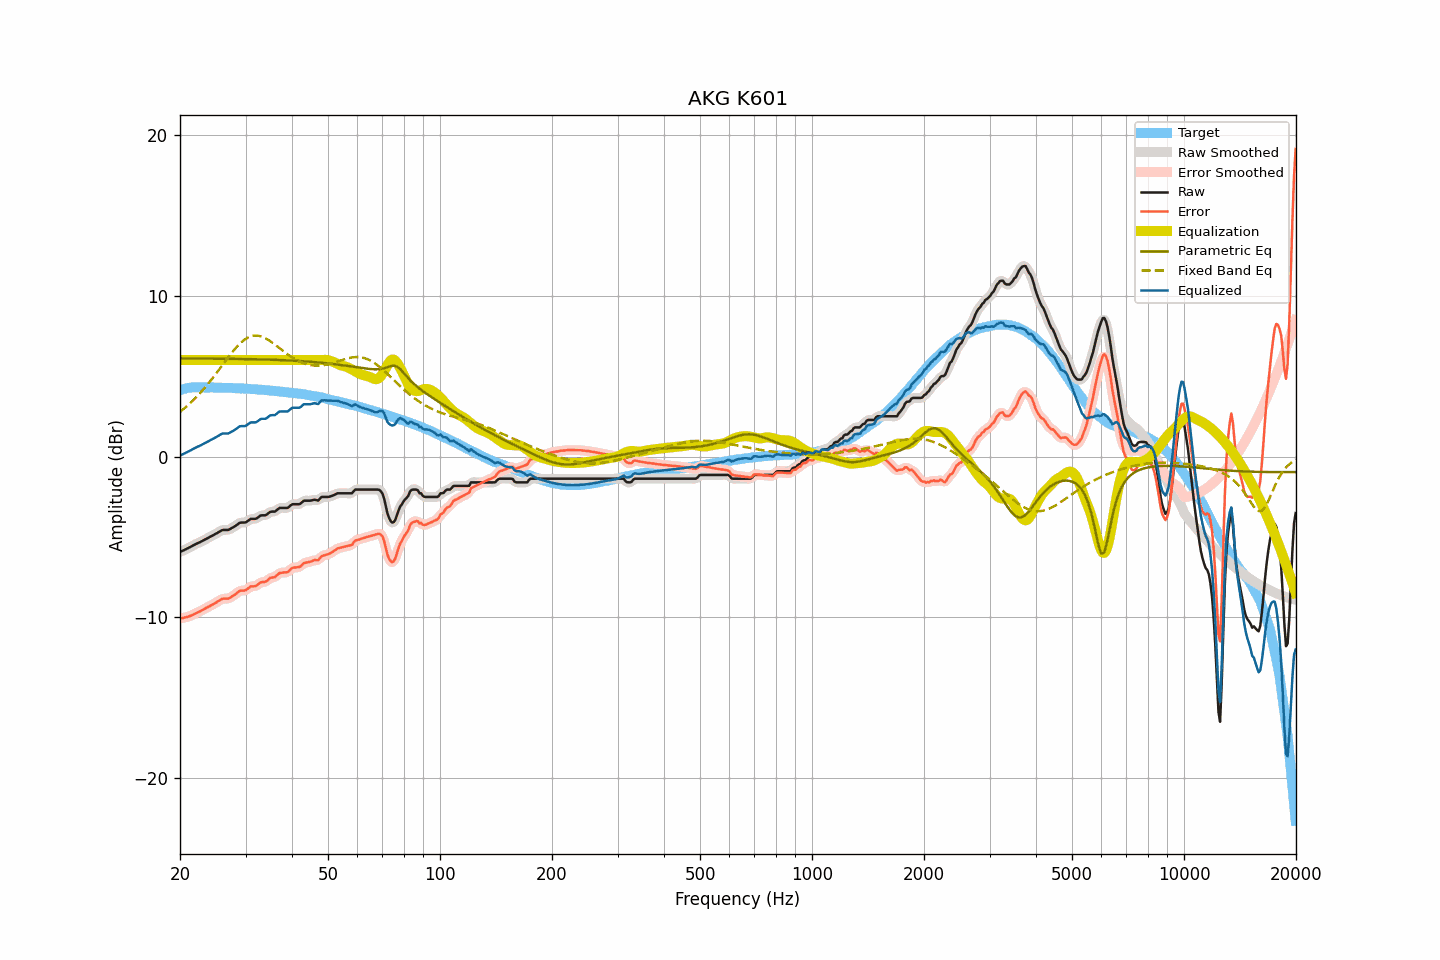 AKG K601
Target
Raw Smoothed
Error Smoothed
Raw
Error
Equalization
Parametric Eq
Fixed Band Eq
Equalized
20
10
0
−10
−20
Amplitude (dBr)
20 50 100 200 500 1000 2000 5000 10000 20000
Frequency (Hz)